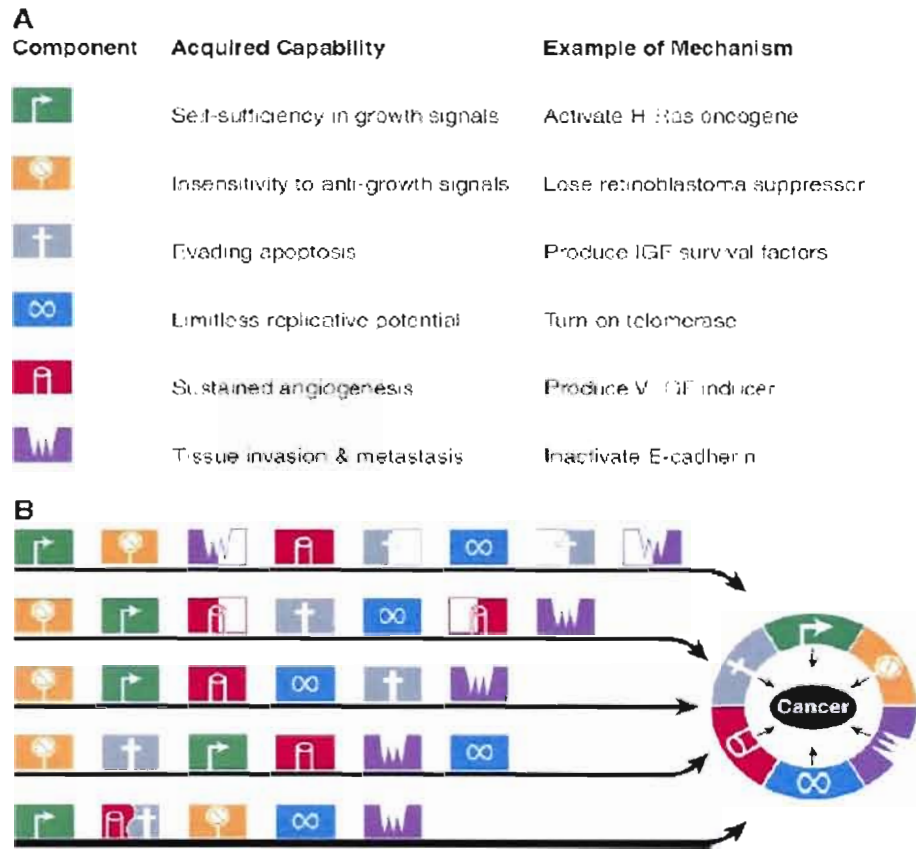 A
Component Acquired Capability Example of Mechanism
Self-sufficiency in growth signals Activate H-Ras oncogene
Insensitivity to anti-growth signals Lose retinoblastoma suppressor
Evading apoptosis Produce IGF survival factors
∞ Limitless replicative potential Turn on telomerase
Sustained angiogenesis Produce VEGF inducer
Tissue invasion & metastasis Inactivate E-cadherin
B
∞
∞
∞
∞
∞
Cancer
∞